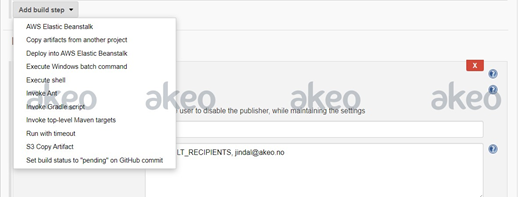 Add build step
AWS Elastic Beanstalk
Copy artifacts from another project
Deploy into AWS Elastic Beanstalk
Execute Windows batch command
Execute shell
Invoke Ant
Invoke Gradle script
Invoke top-level Maven targets
Run with timeout
S3 Copy Artifact
Set build status to "pending" on GitHub commit
X
akeo akeo akeo akeo
user to disable the publisher, while maintaining the settings
LT_RECIPIENTS, jindal@akeo.no